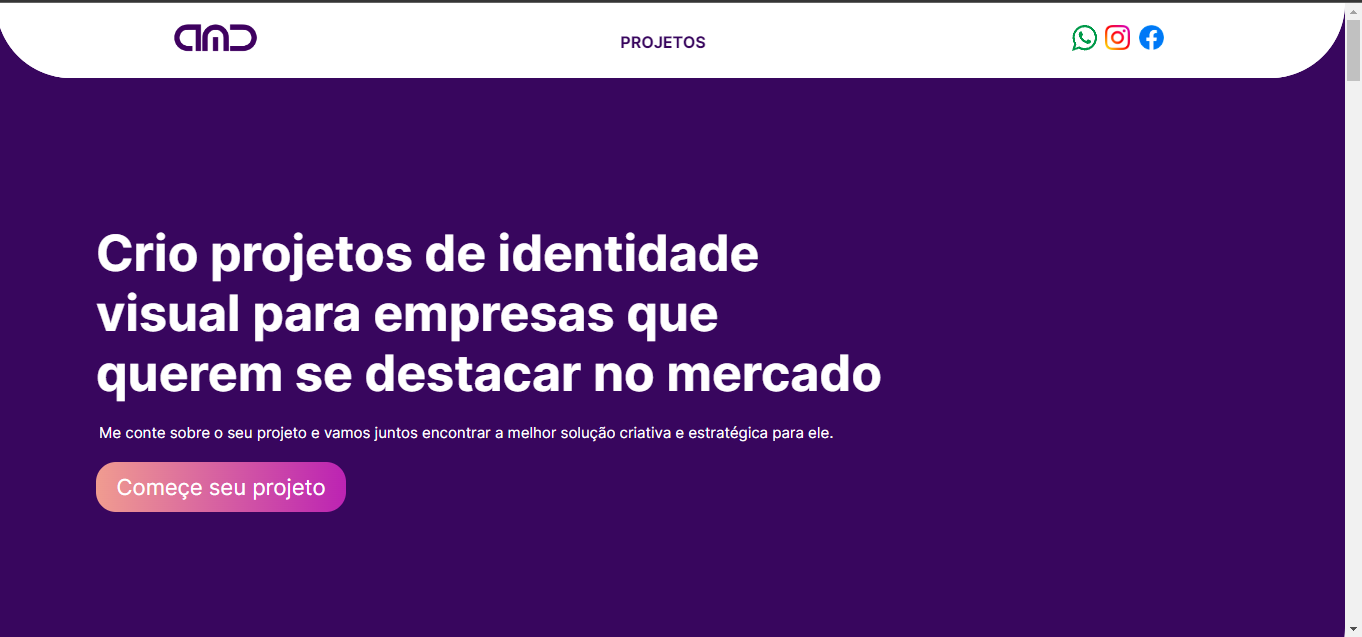 AMD
PROJETOS
Crio projetos de identidade
visual para empresas que
querem se destacar no mercado
Me conte sobre o seu projeto e vamos juntos encontrar a melhor solução criativa e estratégica para ele.
Começe seu projeto